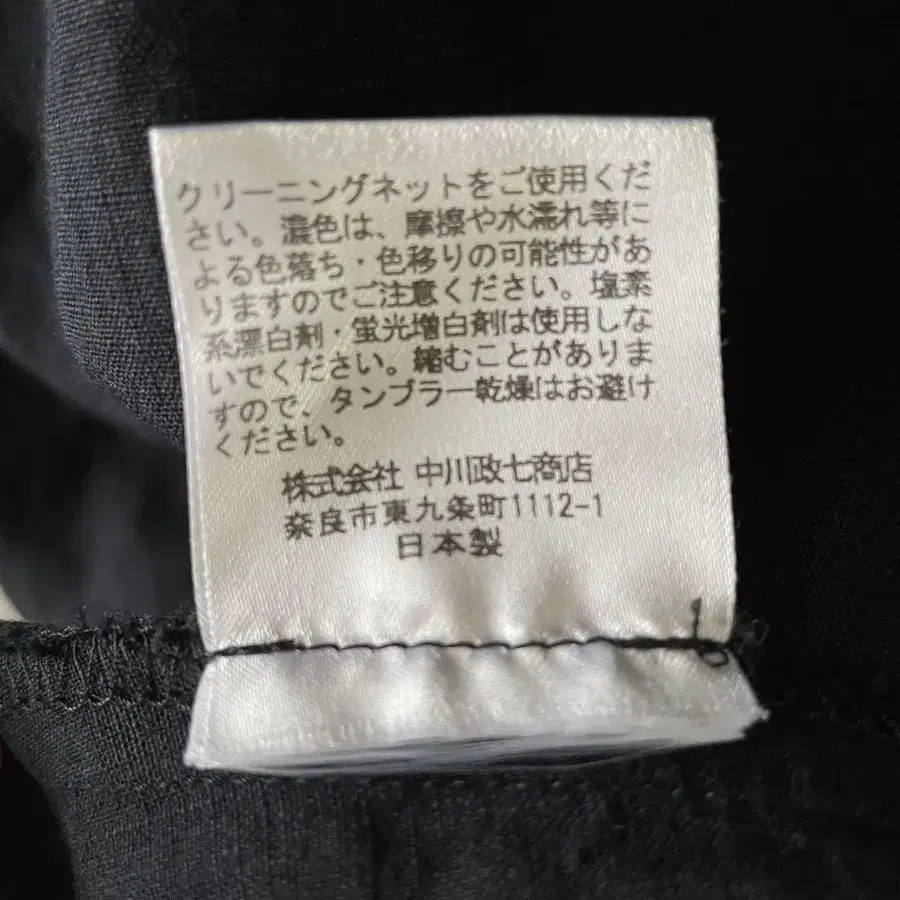 クリーニングネットをご使用くだ
さい。濃色は、摩擦や水濡れ等に
よる色落ち・色移りの可能性があ
りますのでご注意ください。塩素
系漂白剤・蛍光増白剤は使用しな
いでください。縮むことがありま
すので、タンブラー乾燥はお避け
ください。
株式会社 中川政七商店
奈良市東九条町1112-1
日本製